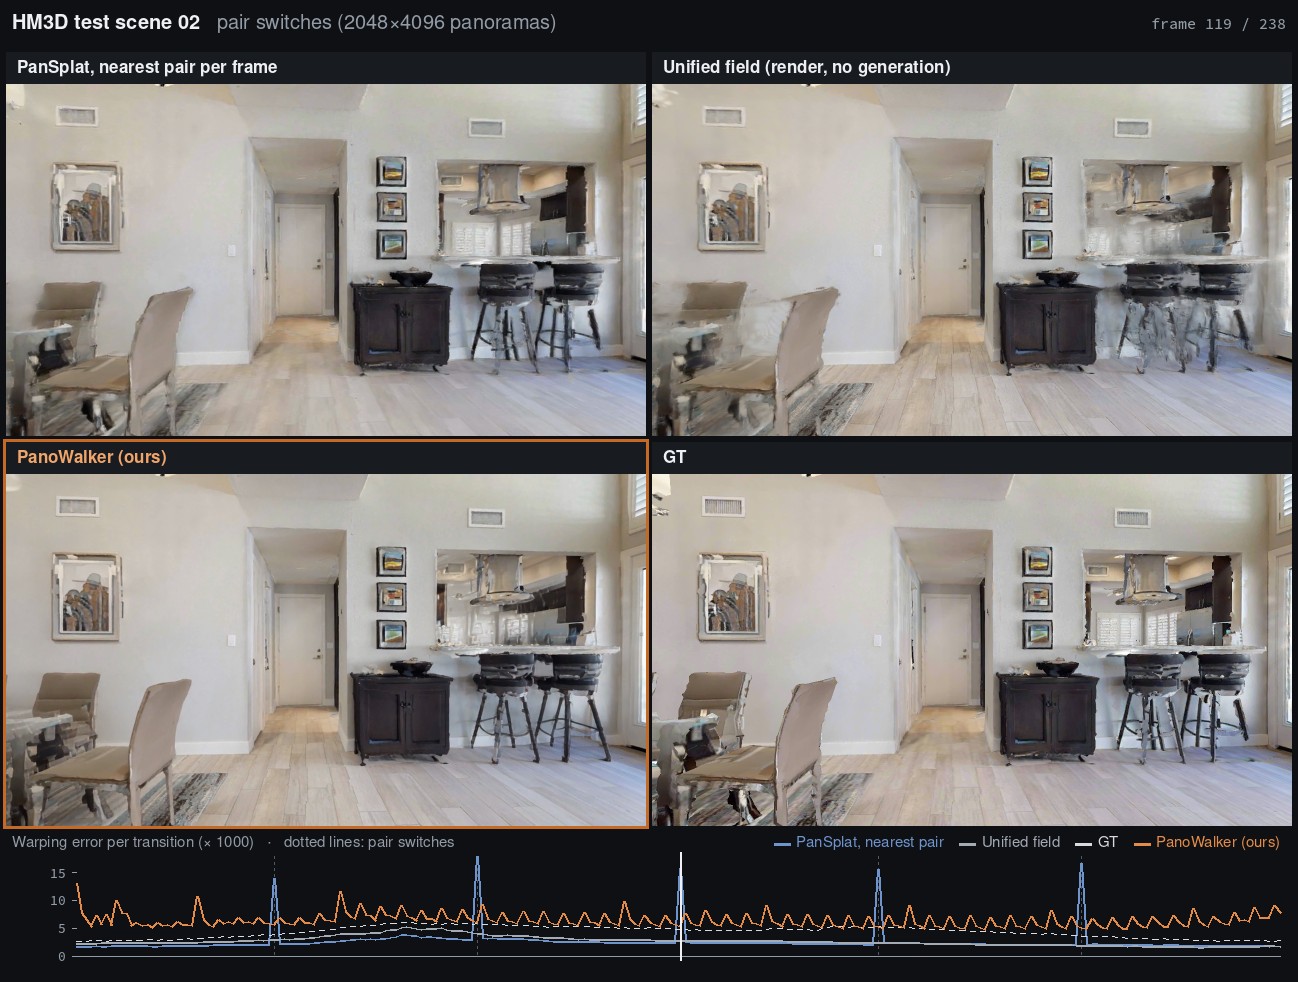 HM3D test scene 02 pair switches (2048×4096 panoramas) frame 119 / 238
PanSplat, nearest pair per frame
Unified field (render, no generation)
PanoWalker (ours)
GT
Warping error per transition (× 1000) · dotted lines: pair switches
PanSplat, nearest pair Unified field GT PanoWalker (ours)
15
10
5
0